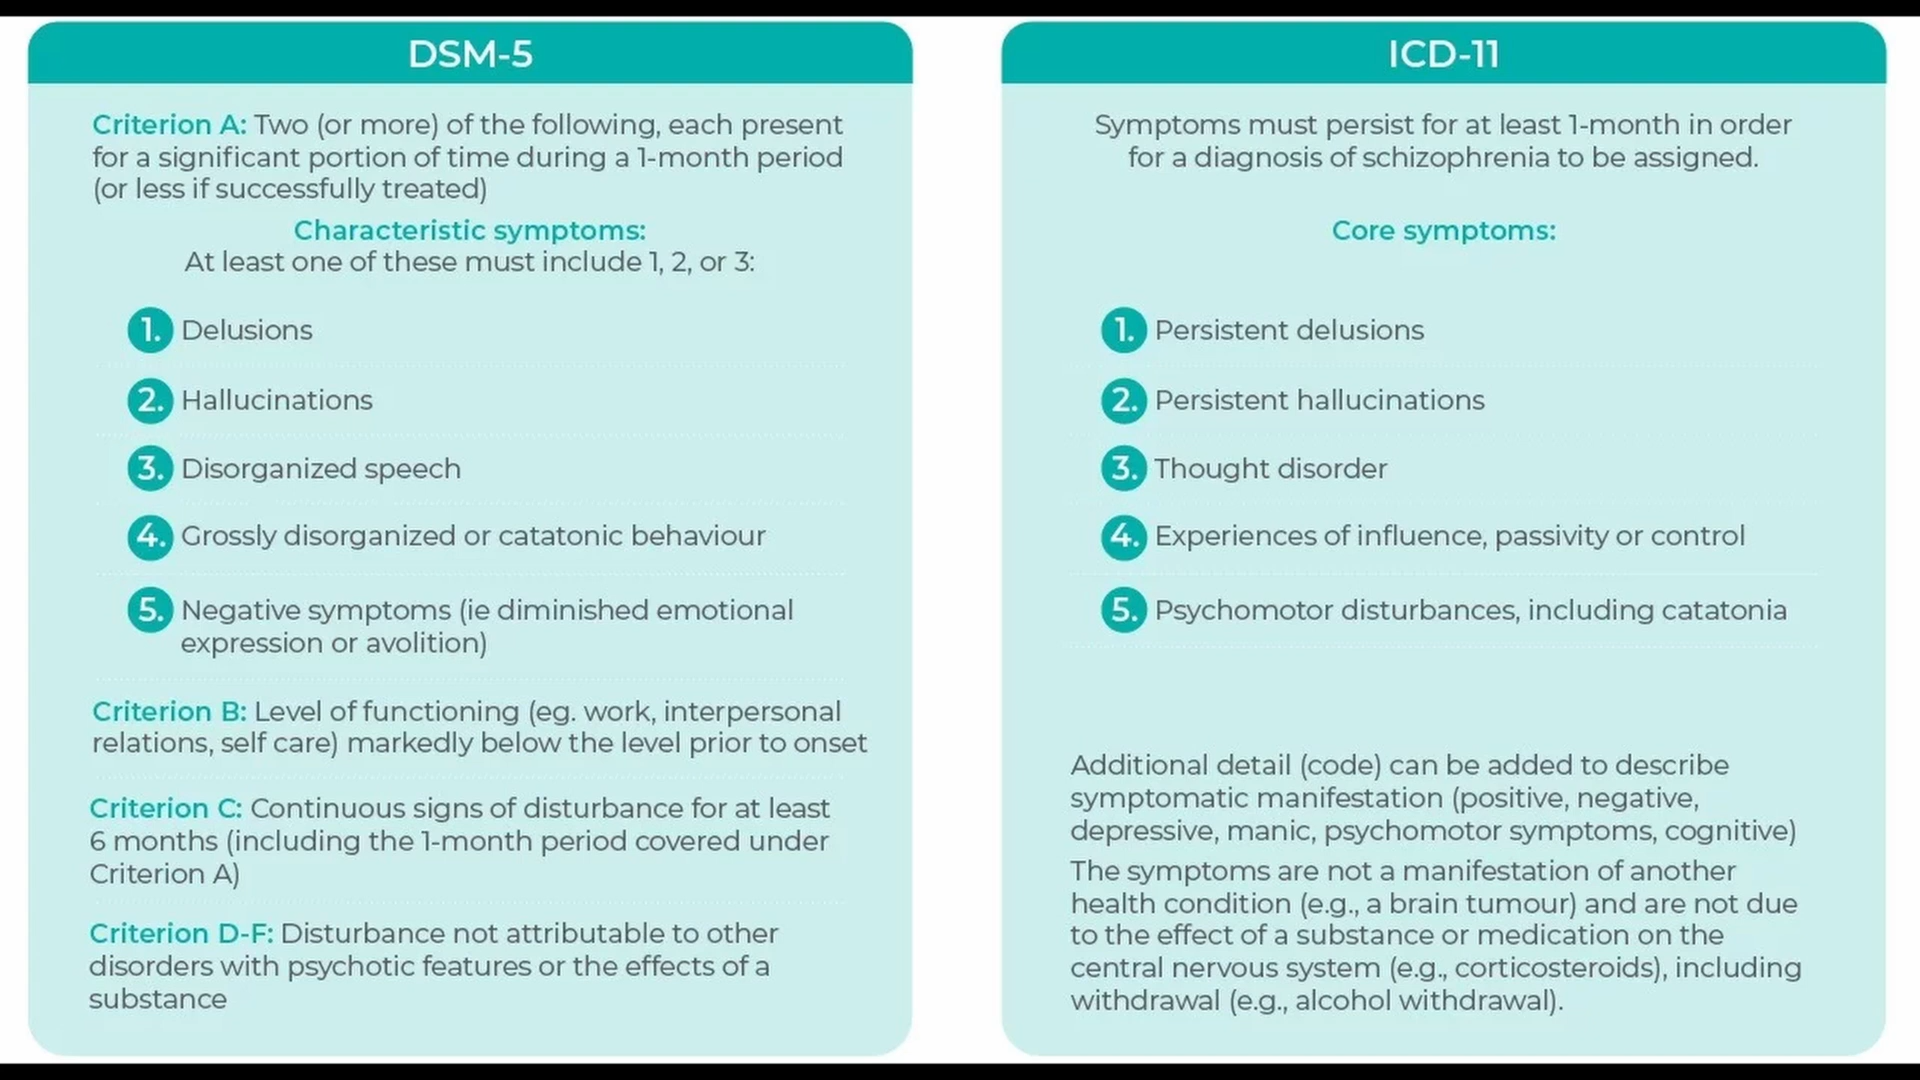 DSM-5
Criterion A: Two (or more) of the following, each present
for a significant portion of time during a 1-month period
(or less if successfully treated)
Characteristic symptoms:
At least one of these must include 1, 2, or 3:
1. Delusions
2. Hallucinations
3. Disorganized speech
4. Grossly disorganized or catatonic behaviour
5. Negative symptoms (ie diminished emotional
expression or avolition)
Criterion B: Level of functioning (eg. work, interpersonal
relations, self care) markedly below the level prior to onset
Criterion C: Continuous signs of disturbance for at least
6 months (including the 1-month period covered under
Criterion A)
Criterion D-F: Disturbance not attributable to other
disorders with psychotic features or the effects of a
substance
ICD-11
Symptoms must persist for at least 1-month in order
for a diagnosis of schizophrenia to be assigned.
Core symptoms:
1. Persistent delusions
2. Persistent hallucinations
3. Thought disorder
4. Experiences of influence, passivity or control
5. Psychomotor disturbances, including catatonia
Additional detail (code) can be added to describe
symptomatic manifestation (positive, negative,
depressive, manic, psychomotor symptoms, cognitive)
The symptoms are not a manifestation of another
health condition (e.g., a brain tumour) and are not due
to the effect of a substance or medication on the
central nervous system (e.g., corticosteroids), including
withdrawal (e.g., alcohol withdrawal).